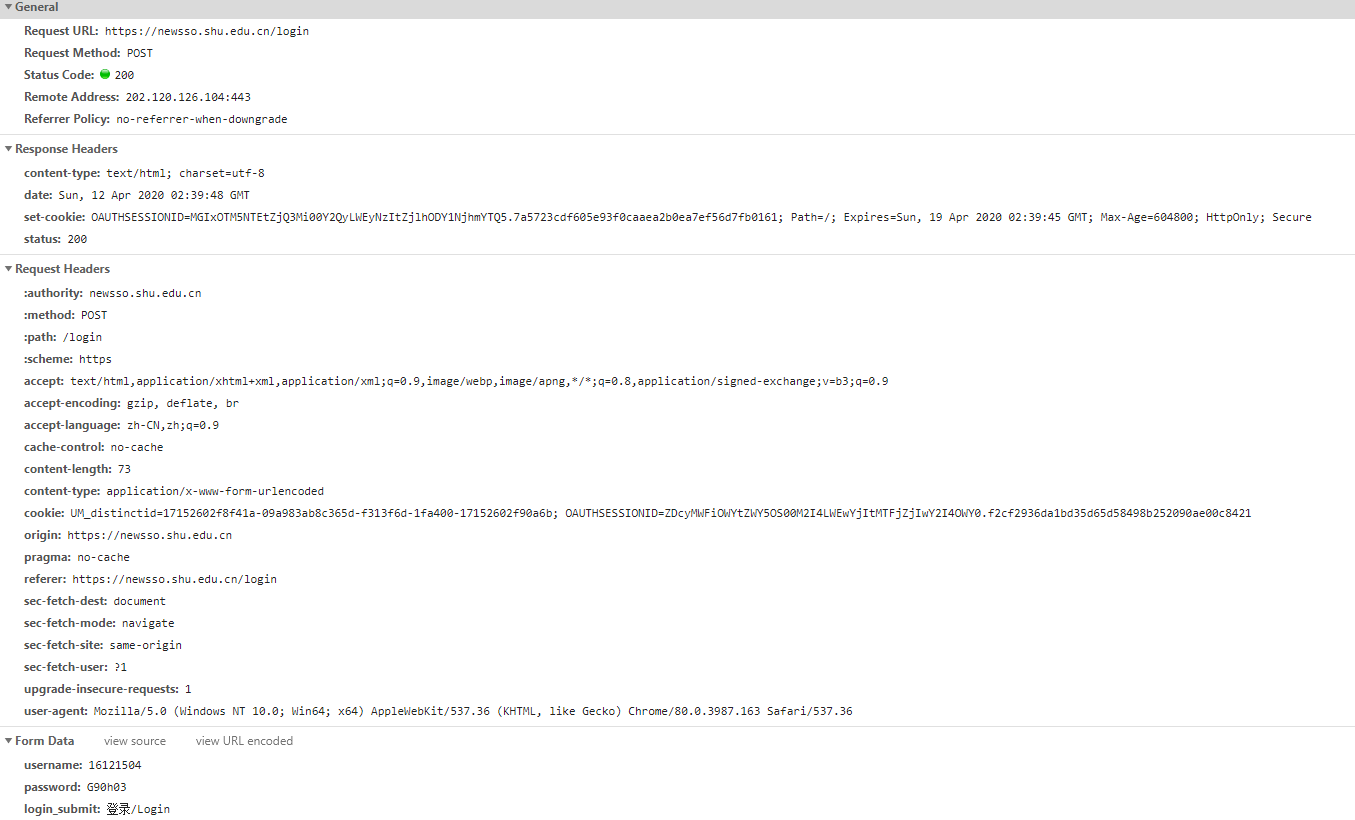 General
Request URL: https://newsso.shu.edu.cn/login
Request Method: POST
Status Code: 200
Remote Address: 202.120.126.104:443
Referrer Policy: no-referrer-when-downgrade
Response Headers
content-type: text/html; charset=utf-8
date: Sun, 12 Apr 2020 02:39:48 GMT
set-cookie: OAUTHSESSIONID=MGIxOTM5NTEtZjQ3Mi00Y2QyLWEyNzItZjlhODY1NjhmYTQ5.7a5723cdf605e93f0caaea2b0ea7ef56d7fb0161; Path=/; Expires=Sun, 19 Apr 2020 02:39:45 GMT; Max-Age=604800; HttpOnly; Secure
status: 200
Request Headers
:authority: newsso.shu.edu.cn
:method: POST
:path: /login
:scheme: https
accept: text/html,application/xhtml+xml,application/xml;q=0.9,image/webp,image/apng,*/*;q=0.8,application/signed-exchange;v=b3;q=0.9
accept-encoding: gzip, deflate, br
accept-language: zh-CN,zh;q=0.9
cache-control: no-cache
content-length: 73
content-type: application/x-www-form-urlencoded
cookie: UM_distinctid=17152602f8f41a-09a983ab8c365d-f313f6d-1fa400-17152602f90a6b; OAUTHSESSIONID=ZDcyMWFiOWYtZWY5OS00M2I4LWEwYjItMTFjZjIwY2I4OWY0.f2cf2936da1bd35d65d58498b252090ae00c8421
origin: https://newsso.shu.edu.cn
pragma: no-cache
referer: https://newsso.shu.edu.cn/login
sec-fetch-dest: document
sec-fetch-mode: navigate
sec-fetch-site: same-origin
sec-fetch-user: ?1
upgrade-insecure-requests: 1
user-agent: Mozilla/5.0 (Windows NT 10.0; Win64; x64) AppleWebKit/537.36 (KHTML, like Gecko) Chrome/80.0.3987.163 Safari/537.36
Form Data view source view URL encoded
username: 16121504
password: G90h03
login_submit: 登录/Login